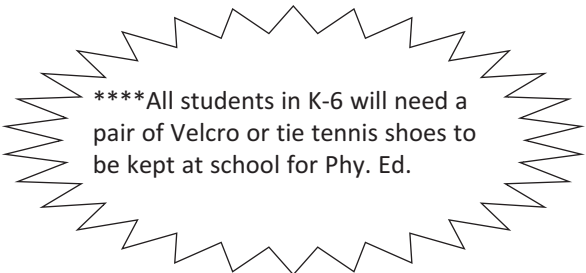 ****All students in K-6 will need a
pair of Velcro or tie tennis shoes to
be kept at school for Phy. Ed.